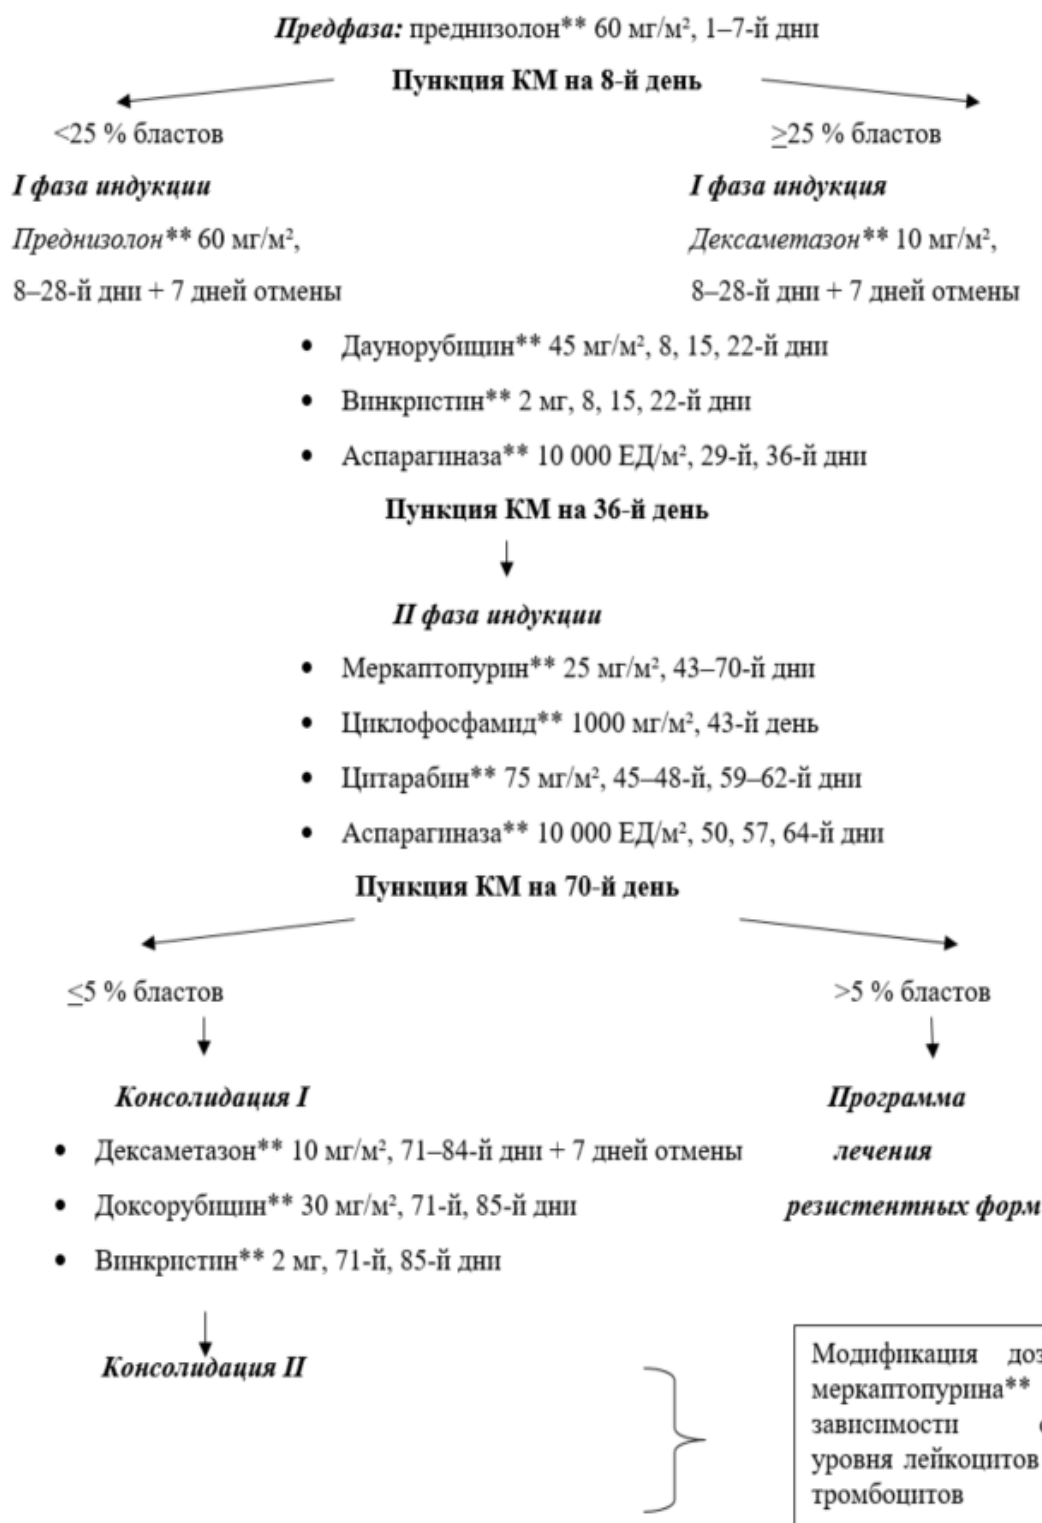 Предфаза: преднизолон** 60 мг/м², 1–7-й дни
Пункция КМ на 8-й день
<25 % бластов
≥25 % бластов
I фаза индукции
I фаза индукция
Преднизолон** 60 мг/м²,
Дексаметазон** 10 мг/м²,
8–28-й дни + 7 дней отмены
8–28-й дни + 7 дней отмены
• Даунорубицин** 45 мг/м², 8, 15, 22-й дни
• Винкристин** 2 мг, 8, 15, 22-й дни
• Аспарагиназа** 10 000 ЕД/м², 29-й, 36-й дни
Пункция КМ на 36-й день
II фаза индукции
• Меркаптопурин** 25 мг/м², 43–70-й дни
• Циклофосфамид** 1000 мг/м², 43-й день
• Цитарабин** 75 мг/м², 45–48-й, 59–62-й дни
• Аспарагиназа** 10 000 ЕД/м², 50, 57, 64-й дни
Пункция КМ на 70-й день
≤5 % бластов
>5 % бластов
Консолидация I
Программа
• Дексаметазон** 10 мг/м², 71–84-й дни + 7 дней отмены
лечения
• Доксорубицин** 30 мг/м², 71-й, 85-й дни
резистентных форм
• Винкристин** 2 мг, 71-й, 85-й дни
Консолидация II
Модификация доз
меркаптопурина**
зависимости
уровня лейкоцитов
тромбоцитов